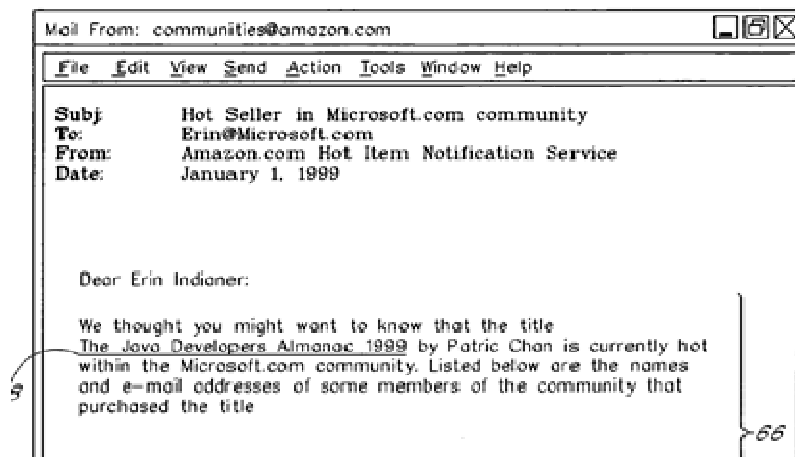 Mail From: communiities@amazon.com
File Edit View Send Action Tools Window Help
Subj: Hot Seller in Microsoft.com community
To: Erin@Microsoft.com
From: Amazon.com Hot Item Notification Service
Date: January 1, 1999
Dear Erin Indianer:
We thought you might want to know that the title
The Java Developers Almanac 1999 by Patric Chan is currently hot
within the Microsoft.com community. Listed below are the names
and e-mail addresses of some members of the community that
purchased the title
66